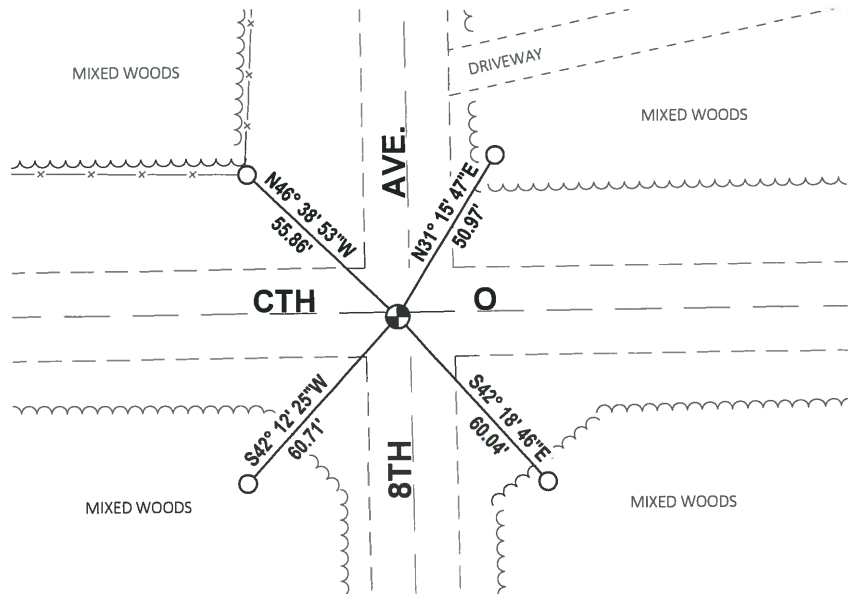 MIXED WOODS
DRIVEWAY
MIXED WOODS
AVE.
N46° 38' 53"W
55.86'
N31° 15' 47"E
50.97'
CTH
O
S42° 12' 25"W
60.71'
S42° 18' 46"E
60.04'
8TH
MIXED WOODS
MIXED WOODS